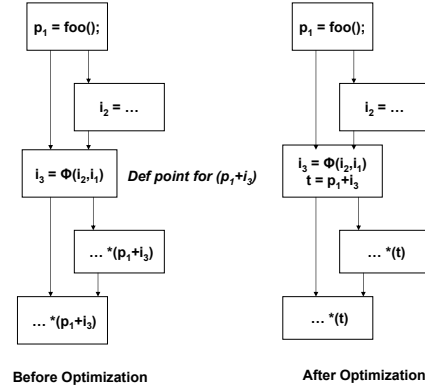 p₁ = foo();
i₂ = …
i₃ = Φ(i₂,i₁)
Def point for (p₁+i₃)
… *(p₁+i₃)
… *(p₁+i₃)
Before Optimization
p₁ = foo();
i₂ = …
i₃ = Φ(i₂,i₁)
t = p₁+i₃
… *(t)
… *(t)
After Optimization